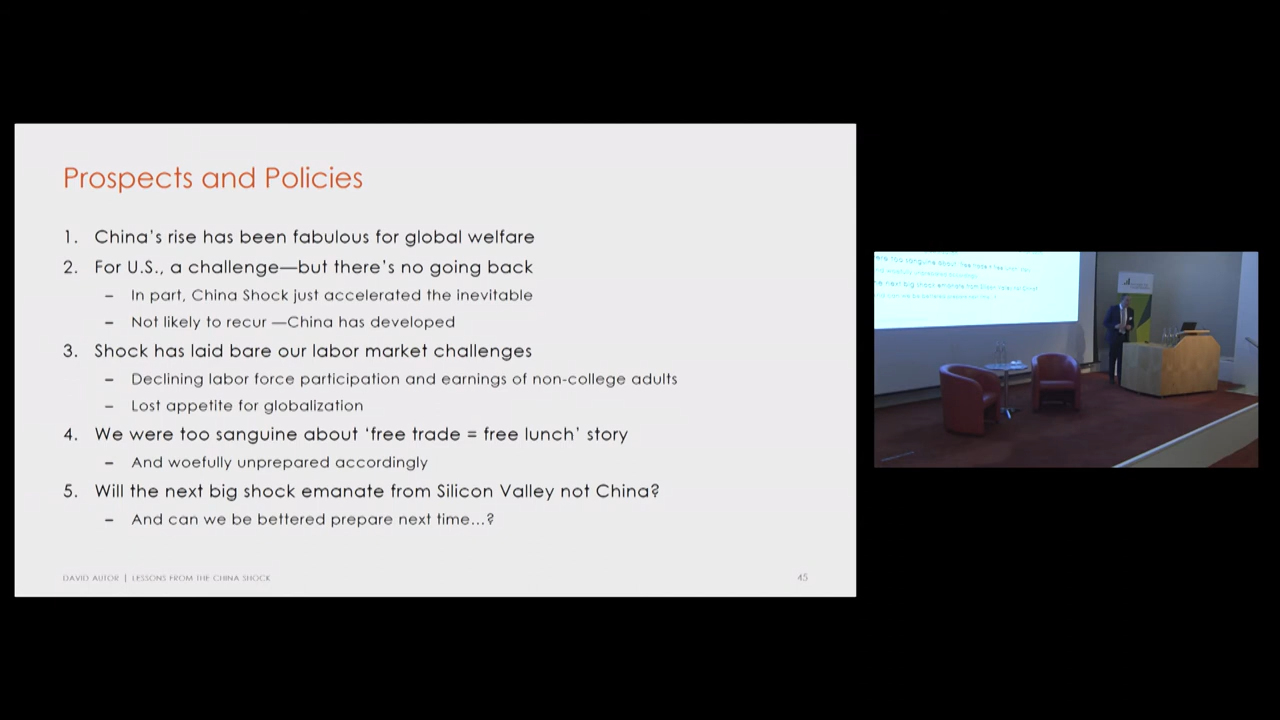 Prospects and Policies
1. China's rise has been fabulous for global welfare
2. For U.S., a challenge—but there's no going back
– In part, China Shock just accelerated the inevitable
– Not likely to recur —China has developed
3. Shock has laid bare our labor market challenges
– Declining labor force participation and earnings of non-college adults
– Lost appetite for globalization
4. We were too sanguine about 'free trade = free lunch' story
– And woefully unprepared accordingly
5. Will the next big shock emanate from Silicon Valley not China?
– And can we be bettered prepare next time…?
DAVID AUTOR | LESSONS FROM THE CHINA SHOCK
45